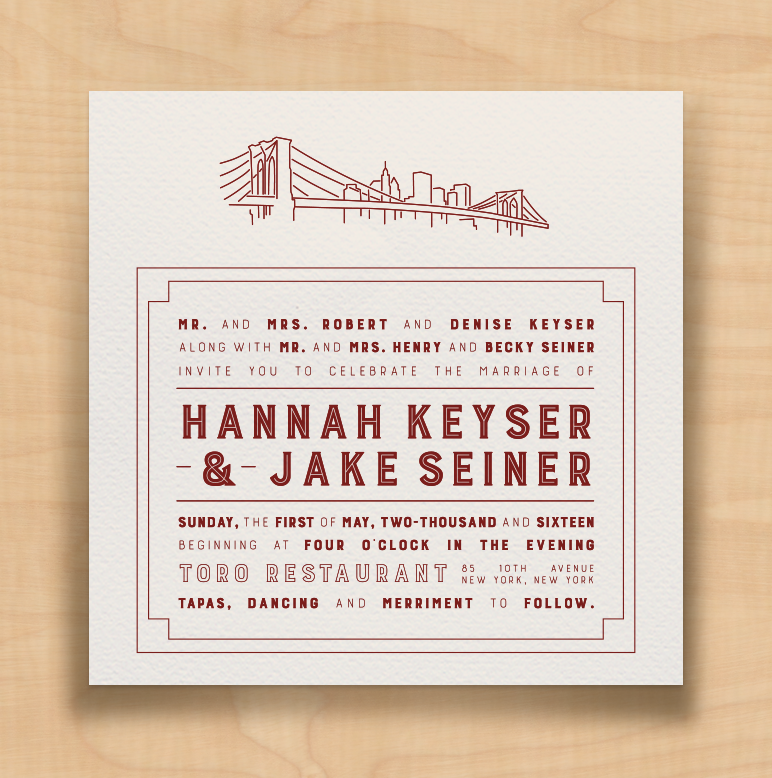 MR. AND MRS. ROBERT AND DENISE KEYSER
ALONG WITH MR. AND MRS. HENRY AND BECKY SEINER
INVITE YOU TO CELEBRATE THE MARRIAGE OF
HANNAH KEYSER
-&- JAKE SEINER
SUNDAY, THE FIRST OF MAY, TWO-THOUSAND AND SIXTEEN
BEGINNING AT FOUR O'CLOCK IN THE EVENING
TORO RESTAURANT 85 10TH AVENUE
NEW YORK, NEW YORK
TAPAS, DANCING AND MERRIMENT TO FOLLOW.